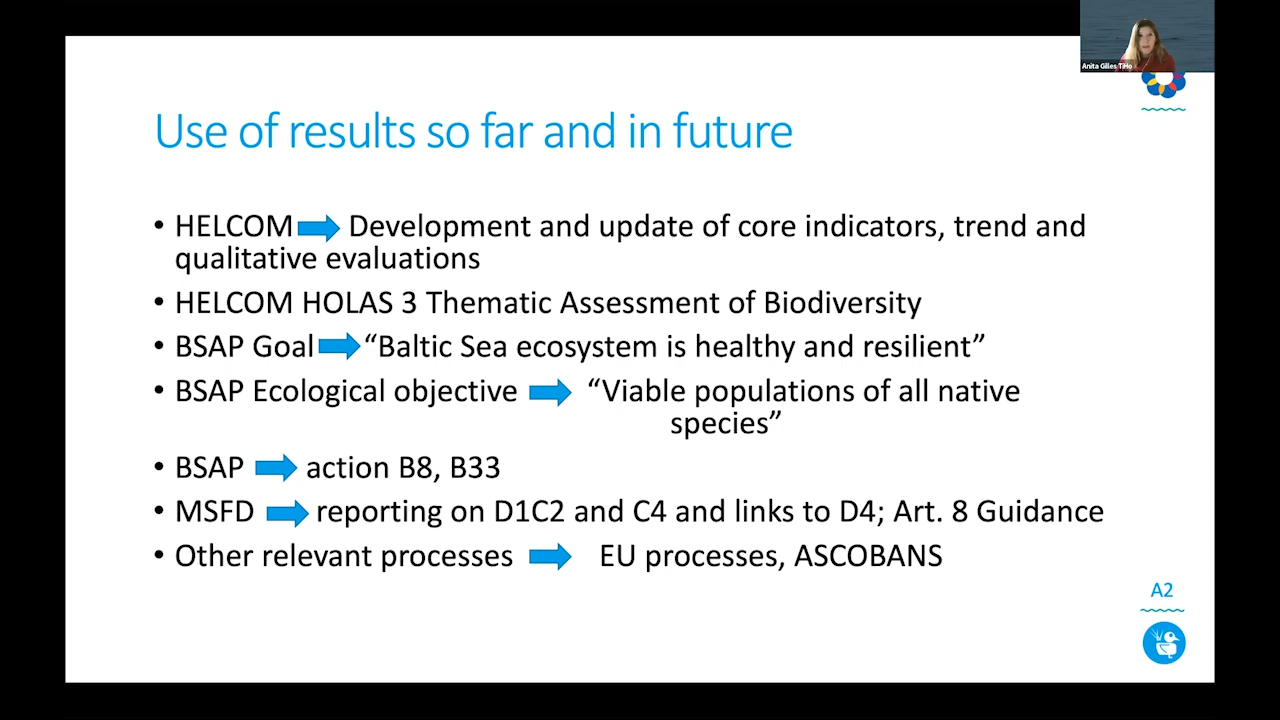 Anita Gilles TiHo
Use of results so far and in future
• HELCOM Development and update of core indicators, trend and
qualitative evaluations
• HELCOM HOLAS 3 Thematic Assessment of Biodiversity
• BSAP Goal “Baltic Sea ecosystem is healthy and resilient”
• BSAP Ecological objective “Viable populations of all native
species”
• BSAP action B8, B33
• MSFD reporting on D1C2 and C4 and links to D4; Art. 8 Guidance
• Other relevant processes EU processes, ASCOBANS
A2